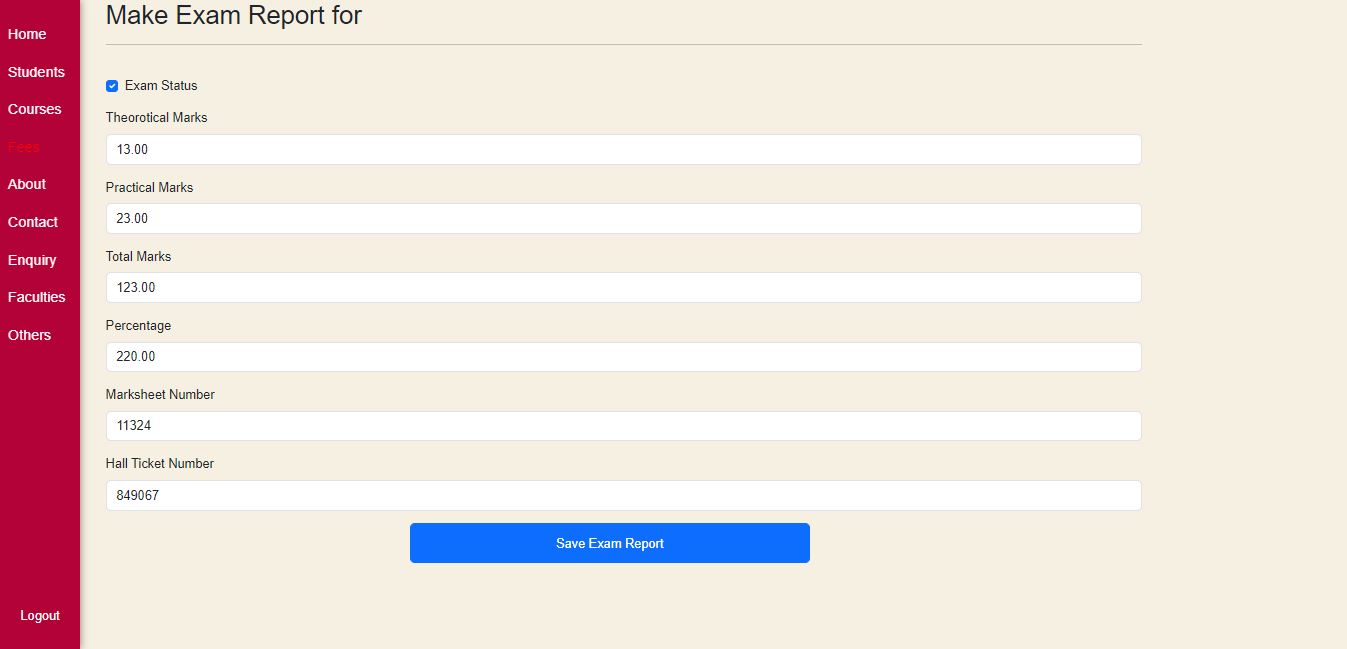 Home
Students
Courses
Fees
About
Contact
Enquiry
Faculties
Others
Logout
Make Exam Report for
Exam Status
Theorotical Marks
13.00
Practical Marks
23.00
Total Marks
123.00
Percentage
220.00
Marksheet Number
11324
Hall Ticket Number
849067
Save Exam Report